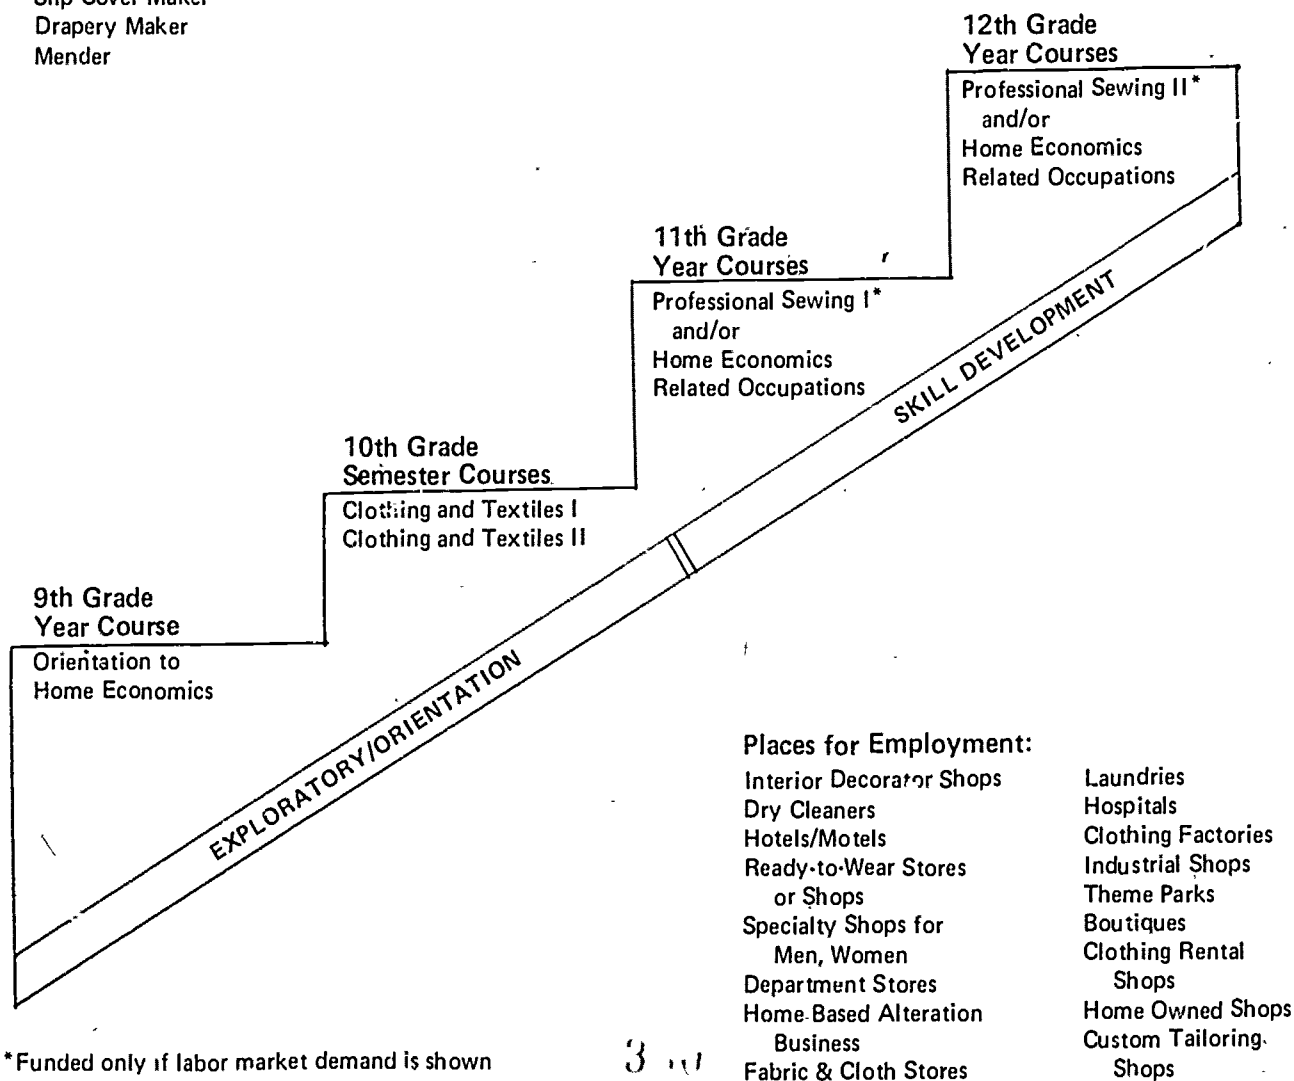 Slip Cover Maker
Drapery Maker
Mender
12th Grade
Year Courses
Professional Sewing II*
and/or
Home Economics
Related Occupations
11th Grade
Year Courses
Professional Sewing I*
and/or
Home Economics
Related Occupations
SKILL DEVELOPMENT
10th Grade
Semester Courses
Clothing and Textiles I
Clothing and Textiles II
9th Grade
Year Course
Orientation to
Home Economics
EXPLORATORY/ORIENTATION
Places for Employment:
Interior Decorator Shops
Dry Cleaners
Hotels/Motels
Ready-to-Wear Stores
or Shops
Specialty Shops for
Men, Women
Department Stores
Home-Based Alteration
Business
Fabric & Cloth Stores
Laundries
Hospitals
Clothing Factories
Industrial Shops
Theme Parks
Boutiques
Clothing Rental
Shops
Home Owned Shops
Custom Tailoring
Shops
*Funded only if labor market demand is shown